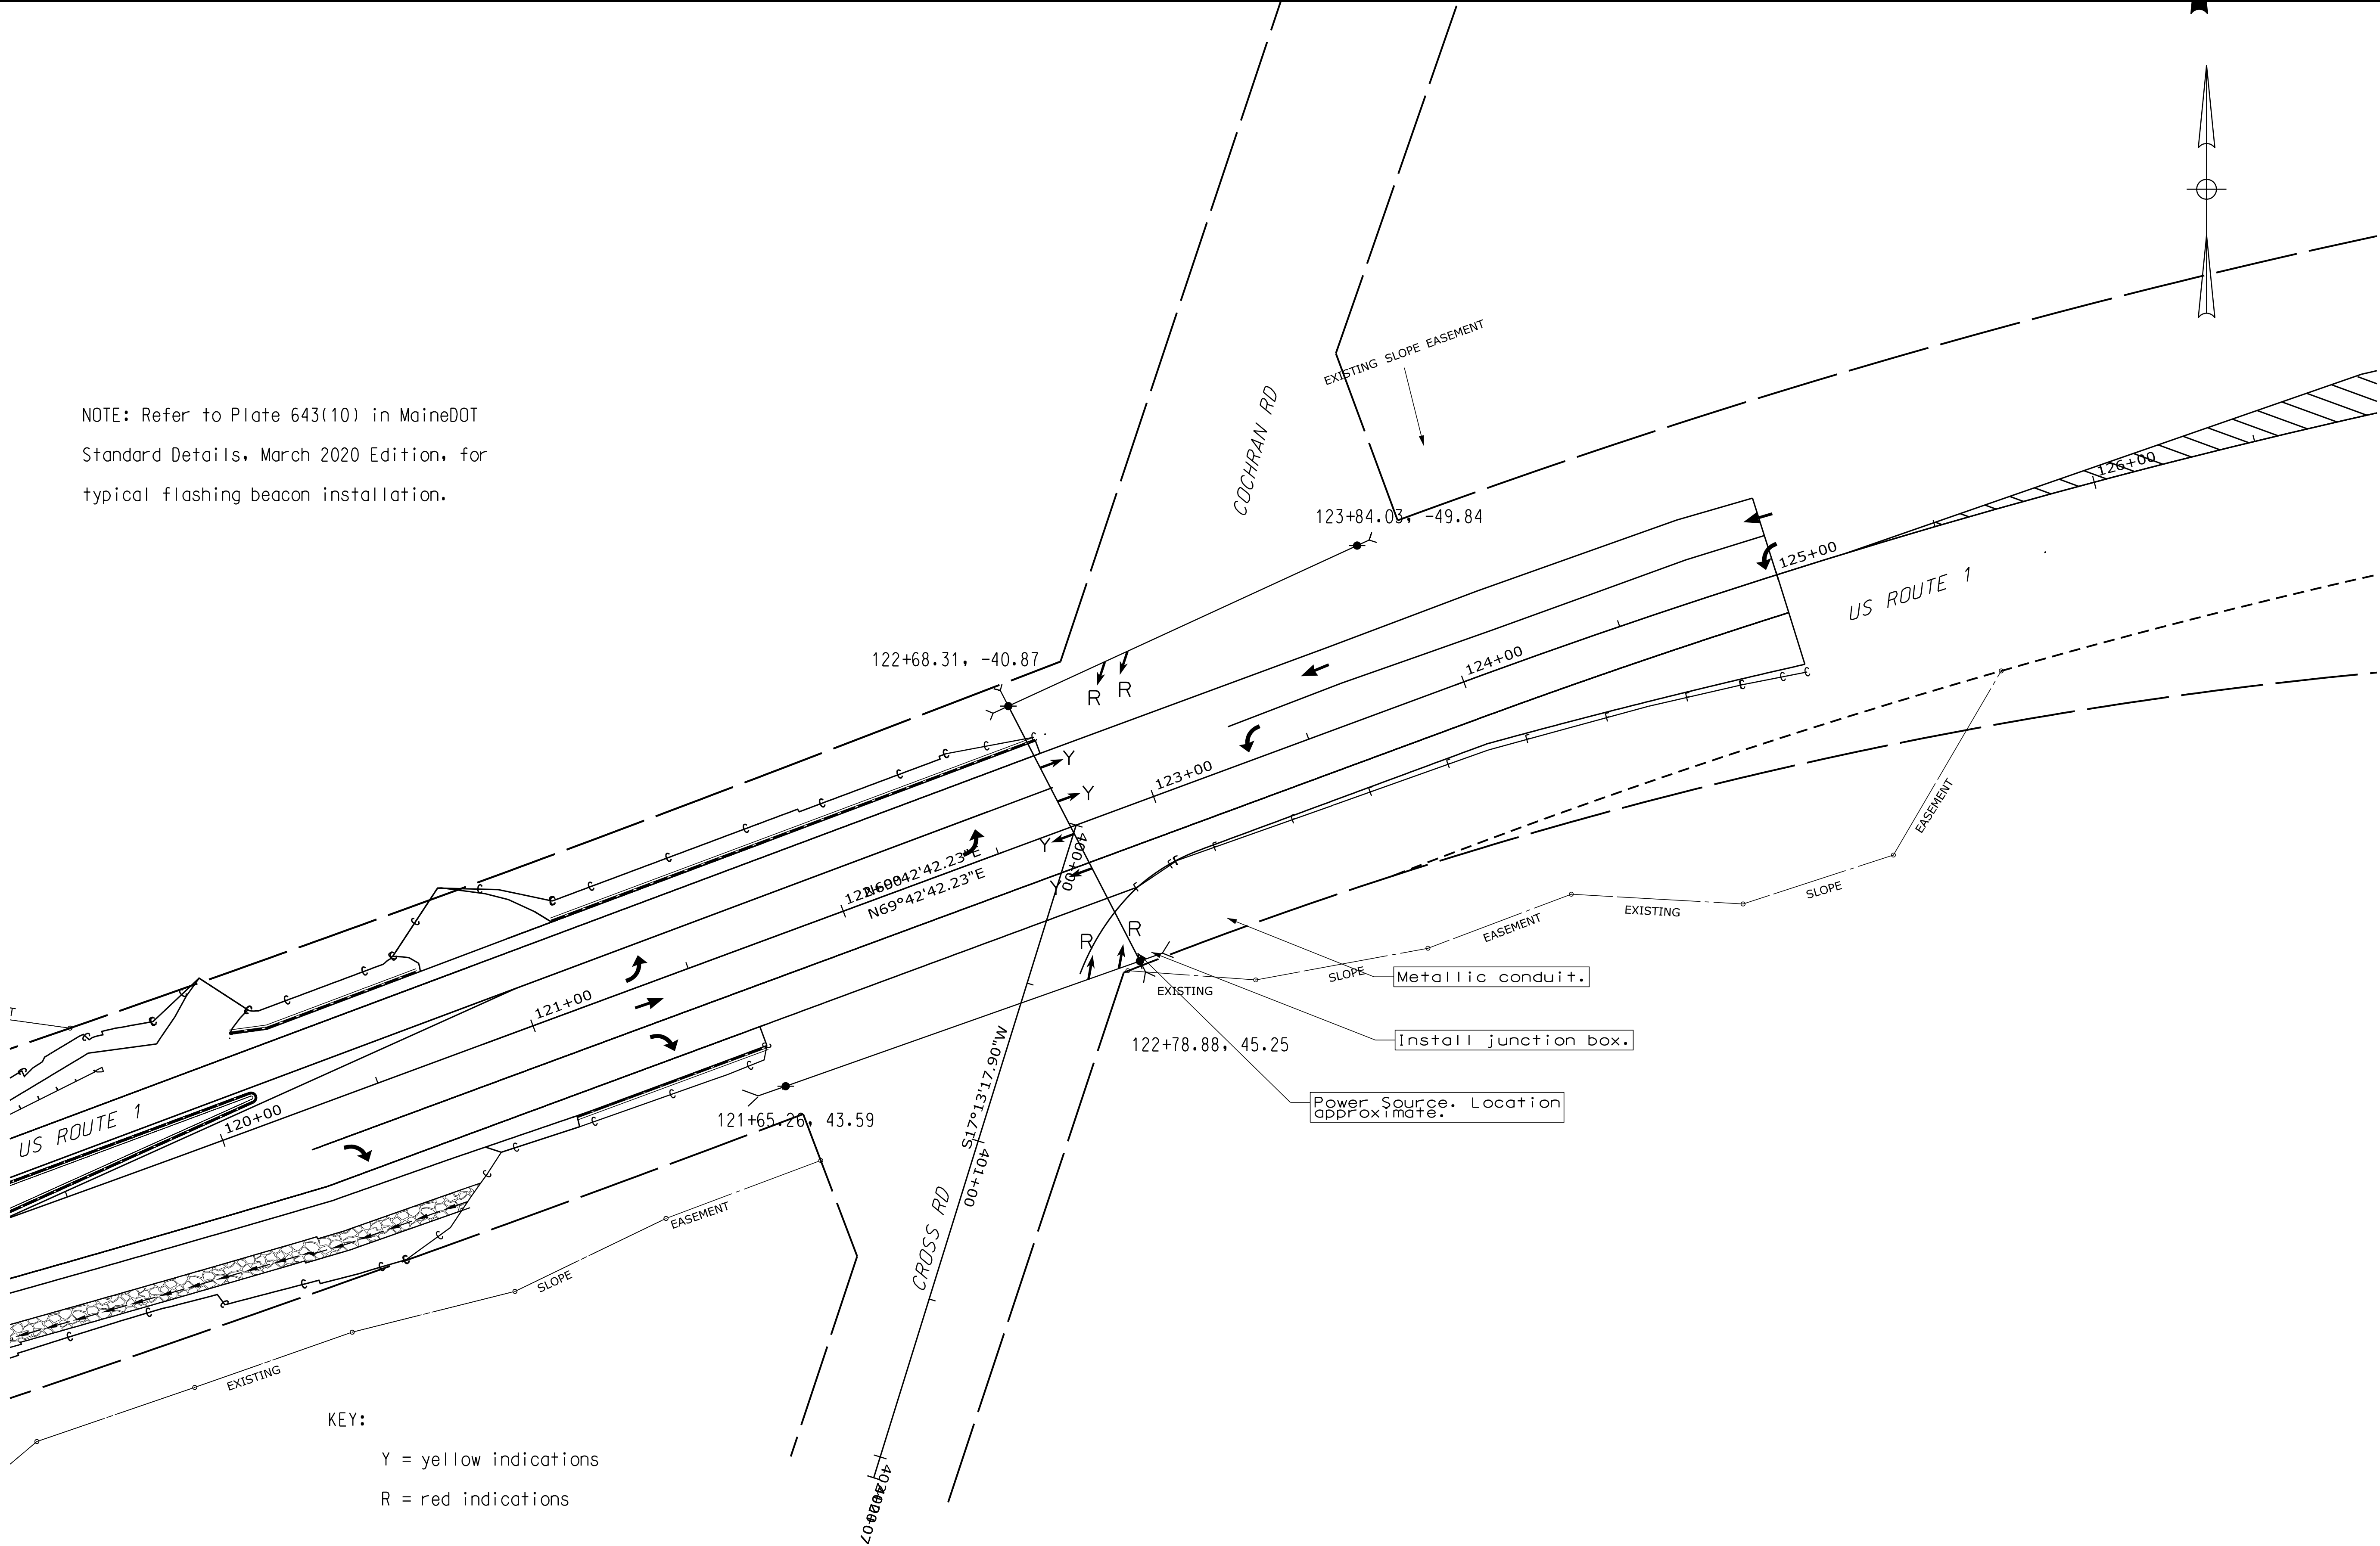 NOTE: Refer to Plate 643(10) in MaineDOT
Standard Details, March 2020 Edition, for
typical flashing beacon installation.
COCHRAN RD
EXISTING SLOPE EASEMENT
123+84.03, -49.84
122+68.31, -40.87
126+00
125+00
US ROUTE 1
124+00
123+00
R
R
Y
Y
Y
Y
400+00
N69°42'42.23"E
N69°42'42.23"E
121+00
120+00
US ROUTE 1
R
R
EASEMENT
SLOPE
EXISTING
EASEMENT
SLOPE
EXISTING
Metallic conduit.
Install junction box.
122+78.88, 45.25
Power Source. Location
approximate.
121+65.26, 43.59
S17°13'17.90"W
401+00
CROSS RD
EASEMENT
SLOPE
EXISTING
KEY:
Y = yellow indications
R = red indications